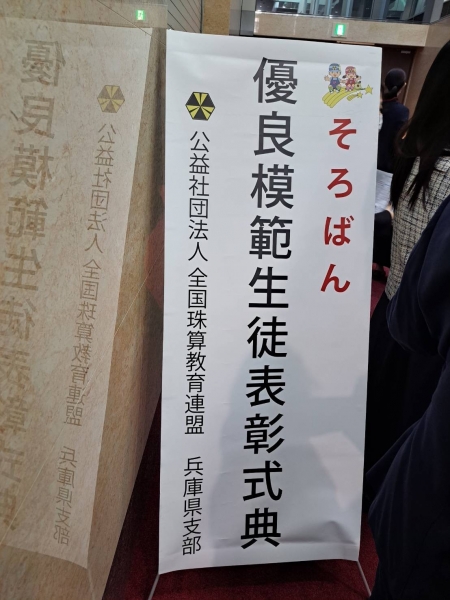 そろばん
優良模範生徒表彰式典
公益社団法人 全国珠算教育連盟 兵庫県支部